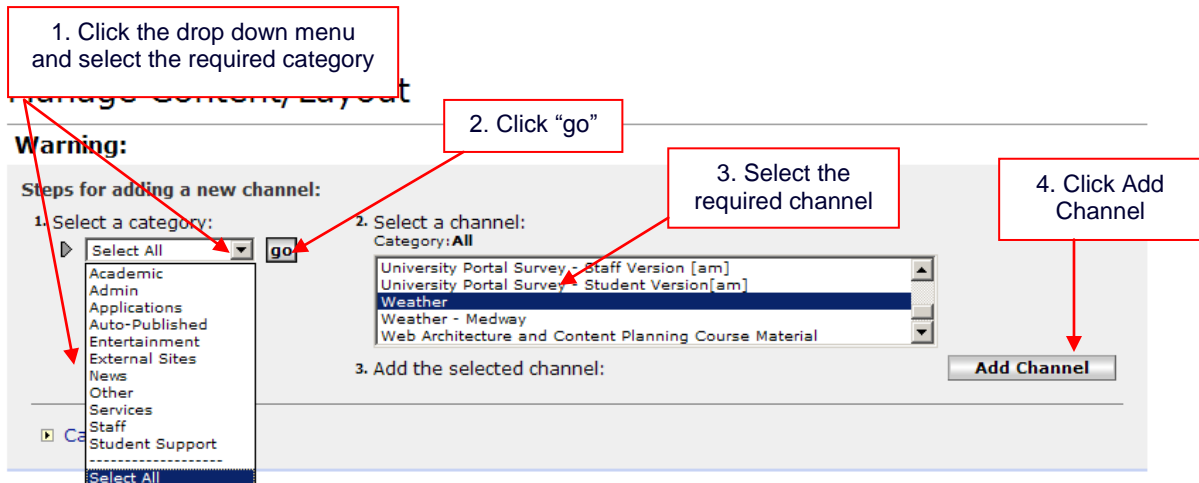 1. Click the drop down menu
and select the required category
Manage Content/Layout
2. Click “go”
Warning:
3. Select the
required channel
4. Click Add
Channel
Steps for adding a new channel:
1. Select a category:
Select All
go
Academic
Admin
Applications
Auto-Published
Entertainment
External Sites
News
Other
Services
Staff
Student Support
-------------------
Select All
2. Select a channel:
Category:All
University Portal Survey - Staff Version [am]
University Portal Survey - Student Version[am]
Weather
Weather - Medway
Web Architecture and Content Planning Course Material
3. Add the selected channel:
Add Channel